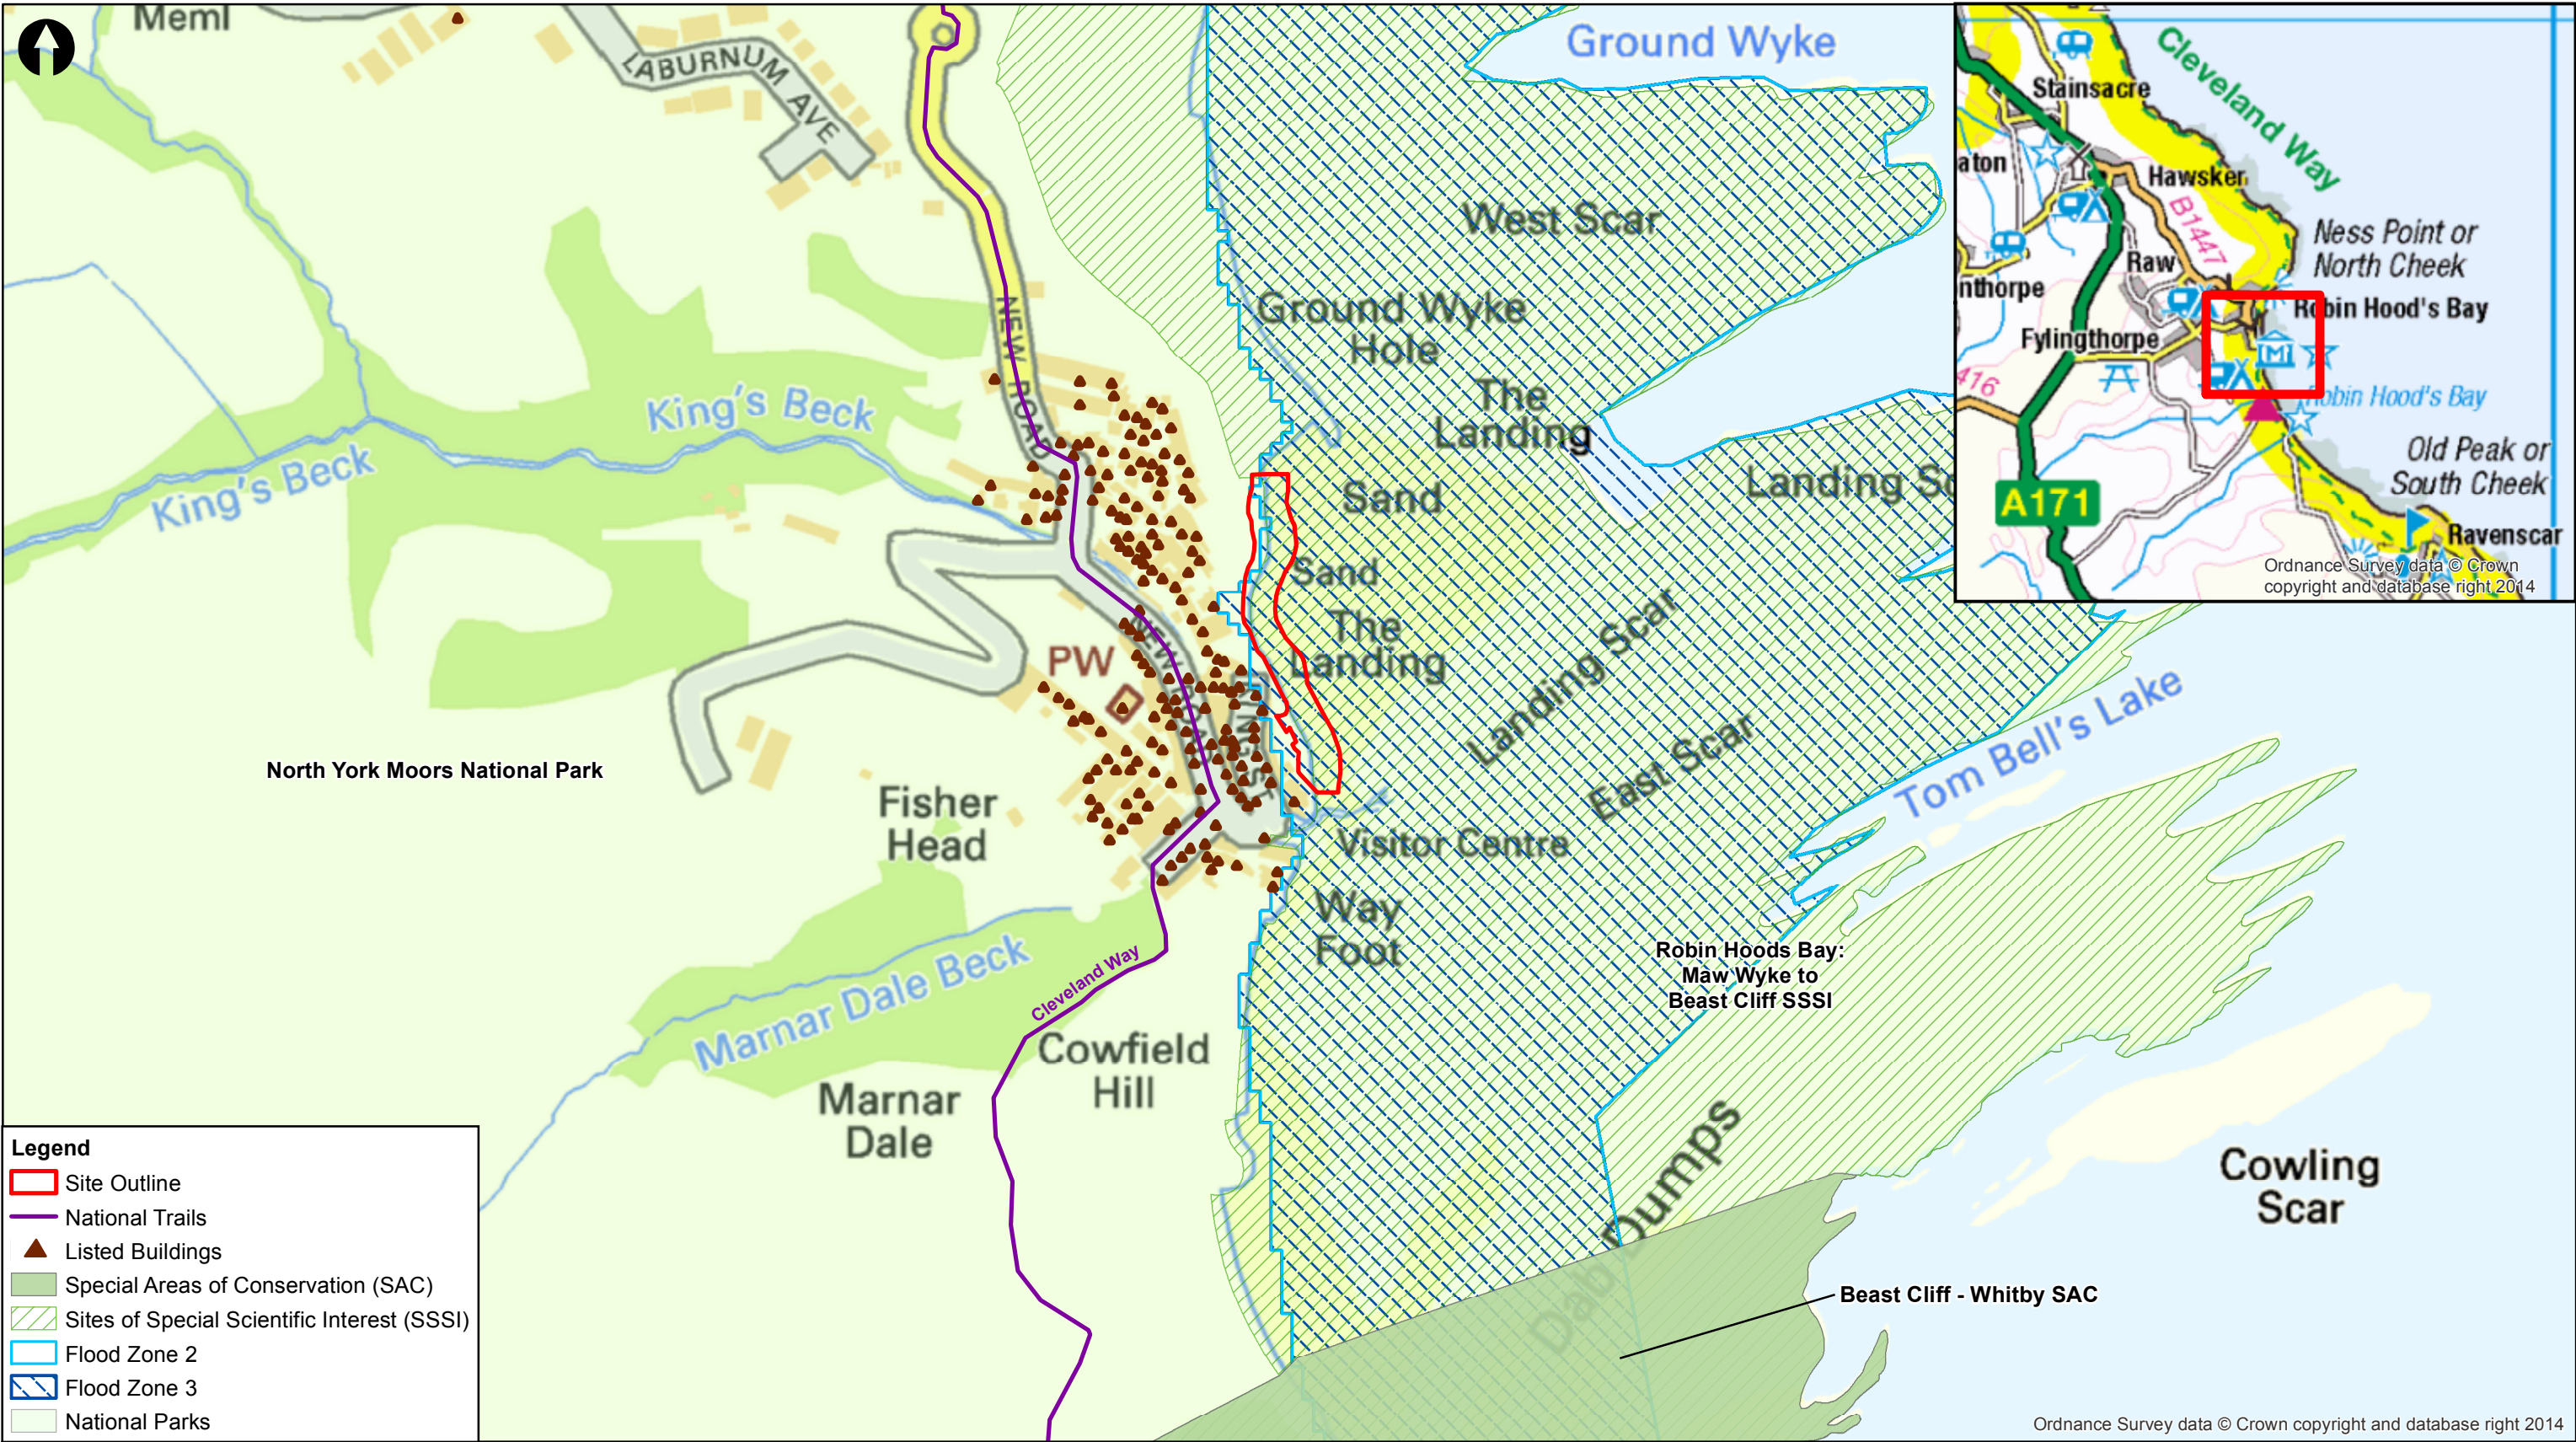 Meml
LABURNUM AVE
Ground Wyke
West Scar
Ground Wyke
Hole
The
Landing
Sand
Landing Sc
Sand
The
Landing
Landing Scar
East Scar
Tom Bell's Lake
Visitor Centre
Way
Foot
NEW ROAD
King's Beck
King's Beck
PW
NEW ROAD
KING ST
North York Moors National Park
Fisher
Head
Marnar Dale Beck
Cleveland Way
Cowfield
Hill
Marnar
Dale
Robin Hoods Bay:
Maw Wyke to
Beast Cliff SSSI
Dab Dumps
Cowling
Scar
Beast Cliff - Whitby SAC
Cleveland Way
Stainsacre
aton
Hawsker
B1447
Ness Point or
North Cheek
Raw
nthorpe
Robin Hood's Bay
Fylingthorpe
416
Robin Hood's Bay
Old Peak or
South Cheek
A171
Ravenscar
Ordnance Survey data © Crown
copyright and database right 2014
Legend
Site Outline
National Trails
Listed Buildings
Special Areas of Conservation (SAC)
Sites of Special Scientific Interest (SSSI)
Flood Zone 2
Flood Zone 3
National Parks
Ordnance Survey data © Crown copyright and database right 2014